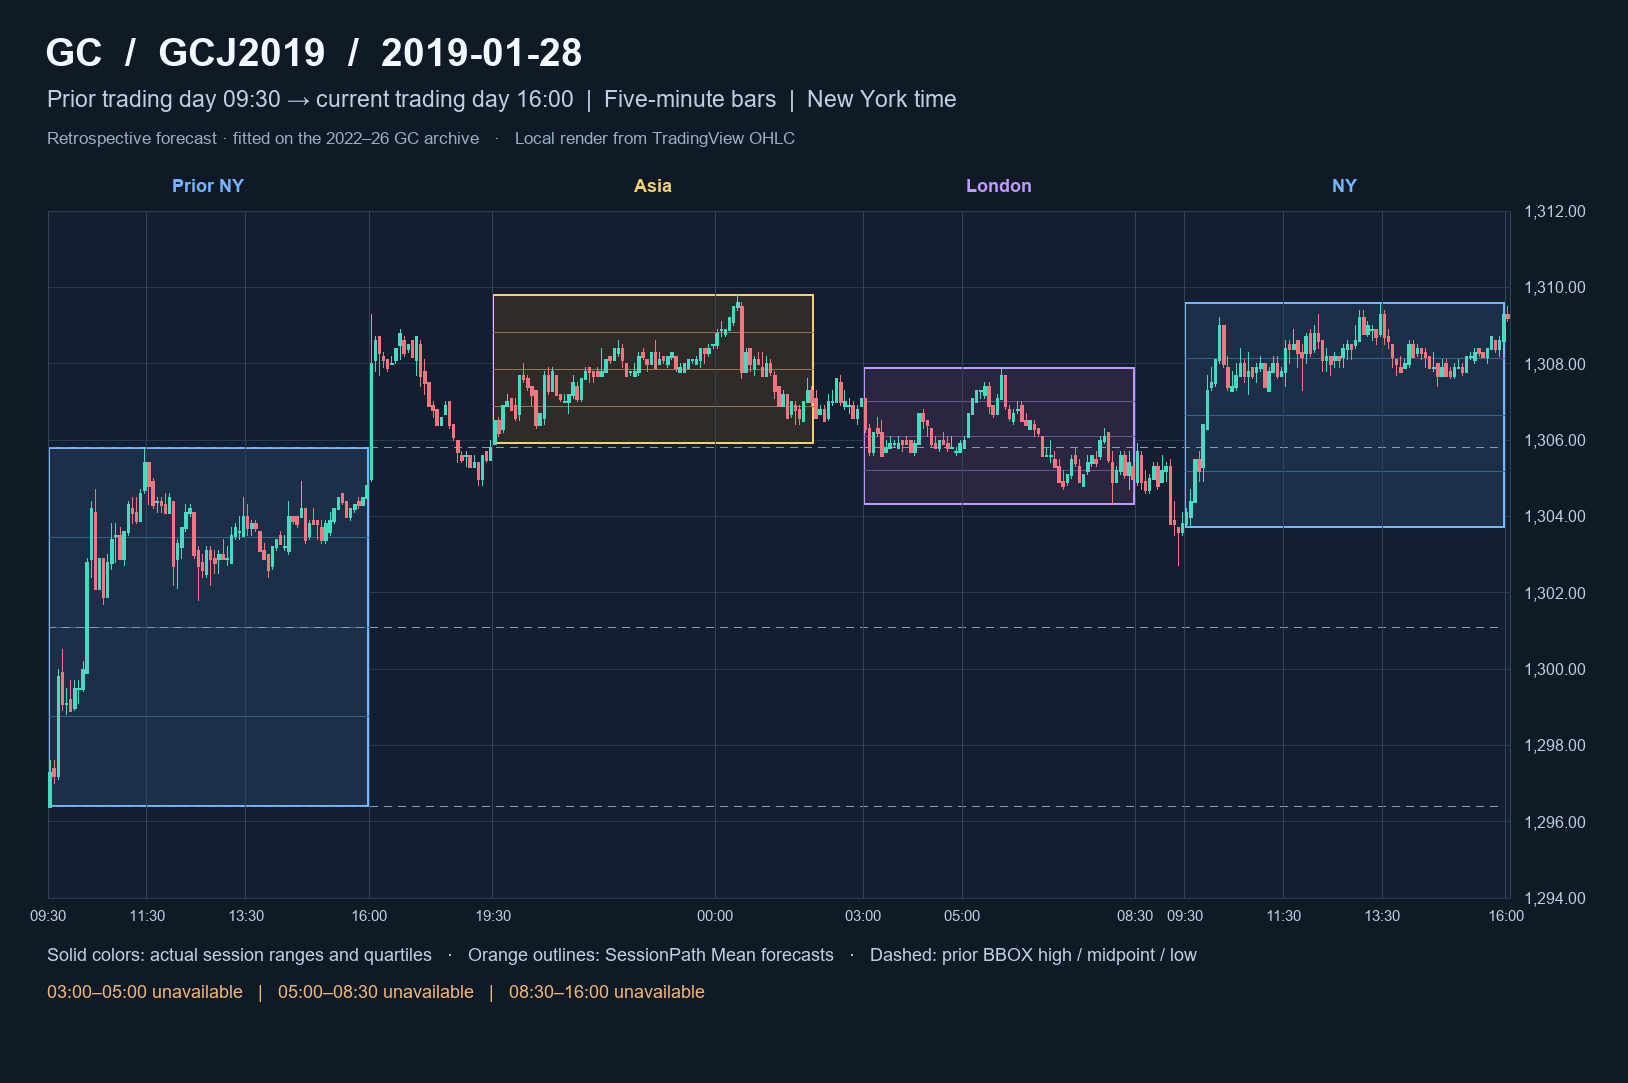 GC / GCJ2019 / 2019-01-28
Prior trading day 09:30 → current trading day 16:00 | Five-minute bars | New York time
Retrospective forecast · fitted on the 2022–26 GC archive · Local render from TradingView OHLC
Prior NY Asia London NY
1,312.00
1,310.00
1,308.00
1,306.00
1,304.00
1,302.00
1,300.00
1,298.00
1,296.00
1,294.00
09:30 11:30 13:30 16:00 19:30 00:00 03:00 05:00 08:30 09:30 11:30 13:30 16:00
Solid colors: actual session ranges and quartiles · Orange outlines: SessionPath Mean forecasts · Dashed: prior BBOX high / midpoint / low
03:00–05:00 unavailable | 05:00–08:30 unavailable | 08:30–16:00 unavailable